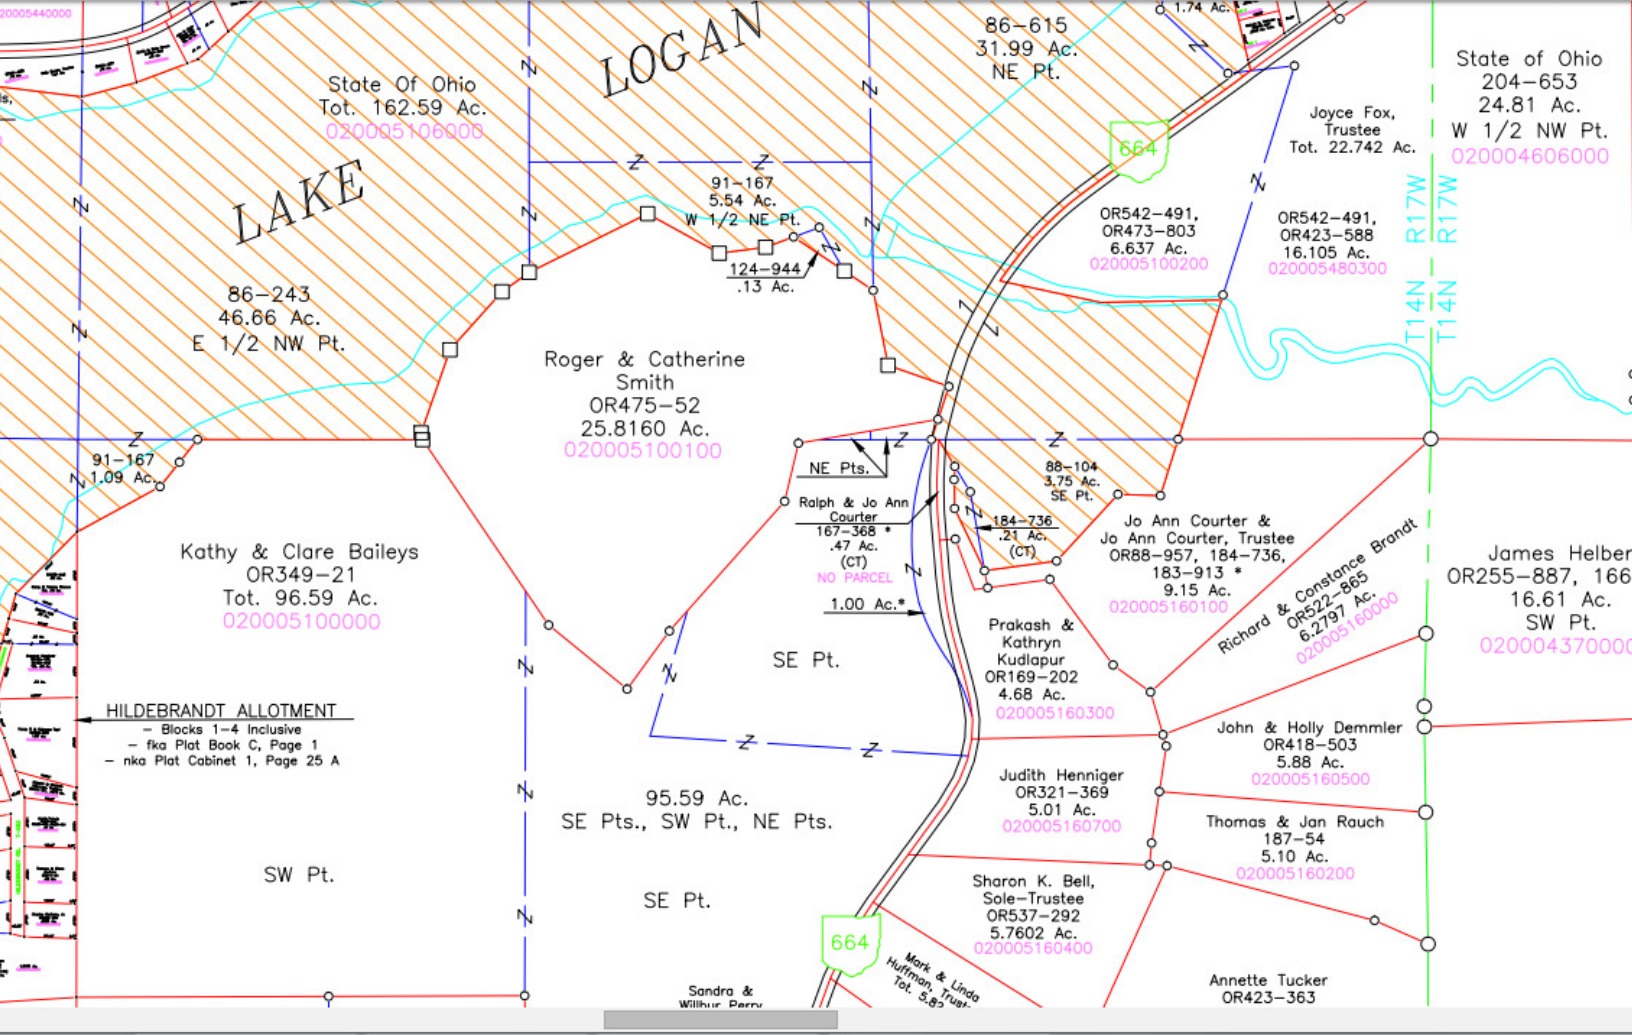 20005440000
State Of Ohio
Tot. 162.59 Ac.
020005106000
LAKE
LOGAN
86-615
31.99 Ac.
NE Pt.
1.74 Ac.
664
Joyce Fox,
Trustee
Tot. 22.742 Ac.
State of Ohio
204-653
24.81 Ac.
W 1/2 NW Pt.
020004606000
91-167
5.54 Ac.
W 1/2 NE Pt.
124-944
.13 Ac.
OR542-491,
OR473-803
6.637 Ac.
020005100200
OR542-491,
OR423-588
16.105 Ac.
020005480300
T14N R17W
T14N R17W
86-243
46.66 Ac.
E 1/2 NW Pt.
Roger & Catherine
Smith
OR475-52
25.8160 Ac.
020005100100
91-167
1.09 Ac.
NE Pts.
88-104
3.75 Ac.
SE Pt.
Ralph & Jo Ann
Courter
167-368 *
.47 Ac.
(CT)
NO PARCEL
1.00 Ac.*
184-736
.21 Ac.
(CT)
Jo Ann Courter &
Jo Ann Courter, Trustee
OR88-957, 184-736,
183-913 *
9.15 Ac.
020005160100
Richard & Constance Brandt
OR522-865
6.2797 Ac.
020005160000
James Helber
OR255-887, 166
16.61 Ac.
SW Pt.
020004370000
Kathy & Clare Baileys
OR349-21
Tot. 96.59 Ac.
020005100000
SE Pt.
Prakash &
Kathryn
Kudlapur
OR169-202
4.68 Ac.
020005160300
HILDEBRANDT ALLOTMENT
- Blocks 1-4 Inclusive
- fka Plat Book C, Page 1
- nka Plat Cabinet 1, Page 25 A
John & Holly Demmler
OR418-503
5.88 Ac.
020005160500
Judith Henniger
OR321-369
5.01 Ac.
020005160700
95.59 Ac.
SE Pts., SW Pt., NE Pts.
Thomas & Jan Rauch
187-54
5.10 Ac.
020005160200
SW Pt.
SE Pt.
Sharon K. Bell,
Sole-Trustee
OR537-292
5.7602 Ac.
020005160400
664
Mark & Linda
Huffman, Trust
Tot. 5.82
Annette Tucker
OR423-363
Sandra &
Wilbur Perry